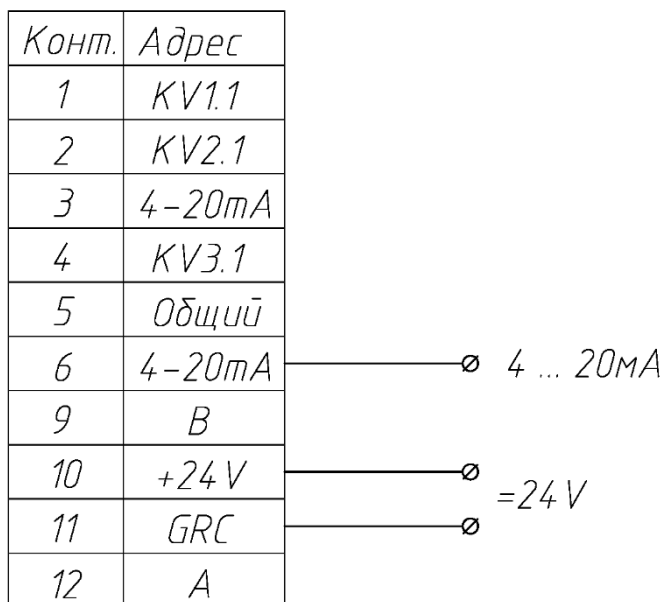 Конт. Адрес
1 KV1.1
2 KV2.1
3 4-20mA
4 KV3.1
5 Общий
6 4-20mA 4 ... 20мА
9 B
10 +24V
=24V
11 GRC
12 A